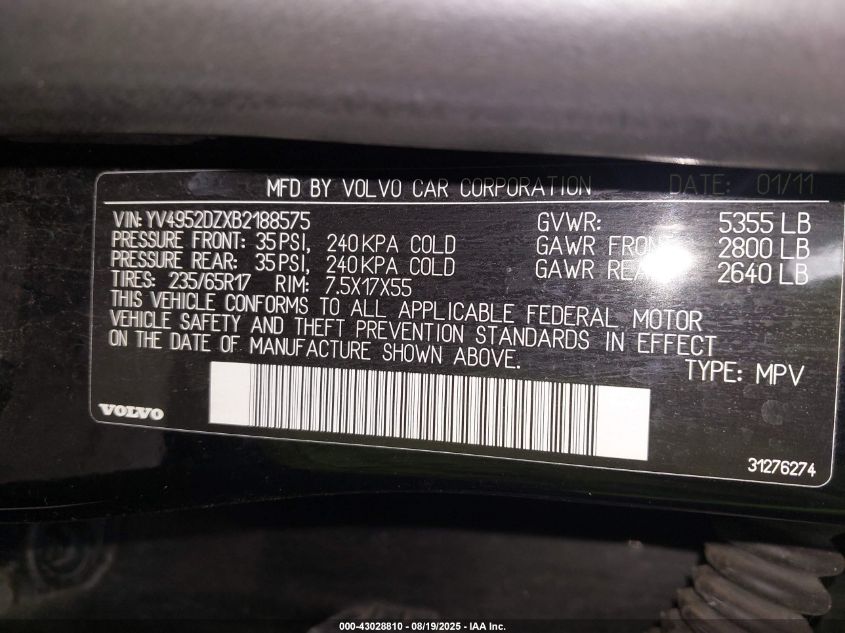 MFD BY VOLVO CAR CORPORATION DATE: 01/11
VIN: YV4952DZXB2188575 GVWR: 5355 LB
PRESSURE FRONT: 35 PSI, 240 KPA COLD GAWR FRONT 2800 LB
PRESSURE REAR: 35 PSI, 240 KPA COLD GAWR REAR 2640 LB
TIRES: 235/65R17 RIM: 7.5X17X55
THIS VEHICLE CONFORMS TO ALL APPLICABLE FEDERAL MOTOR
VEHICLE SAFETY AND THEFT PREVENTION STANDARDS IN EFFECT
ON THE DATE OF MANUFACTURE SHOWN ABOVE.
TYPE: MPV
VOLVO
31276274
000-43028810 - 08/19/2025 - IAA Inc.